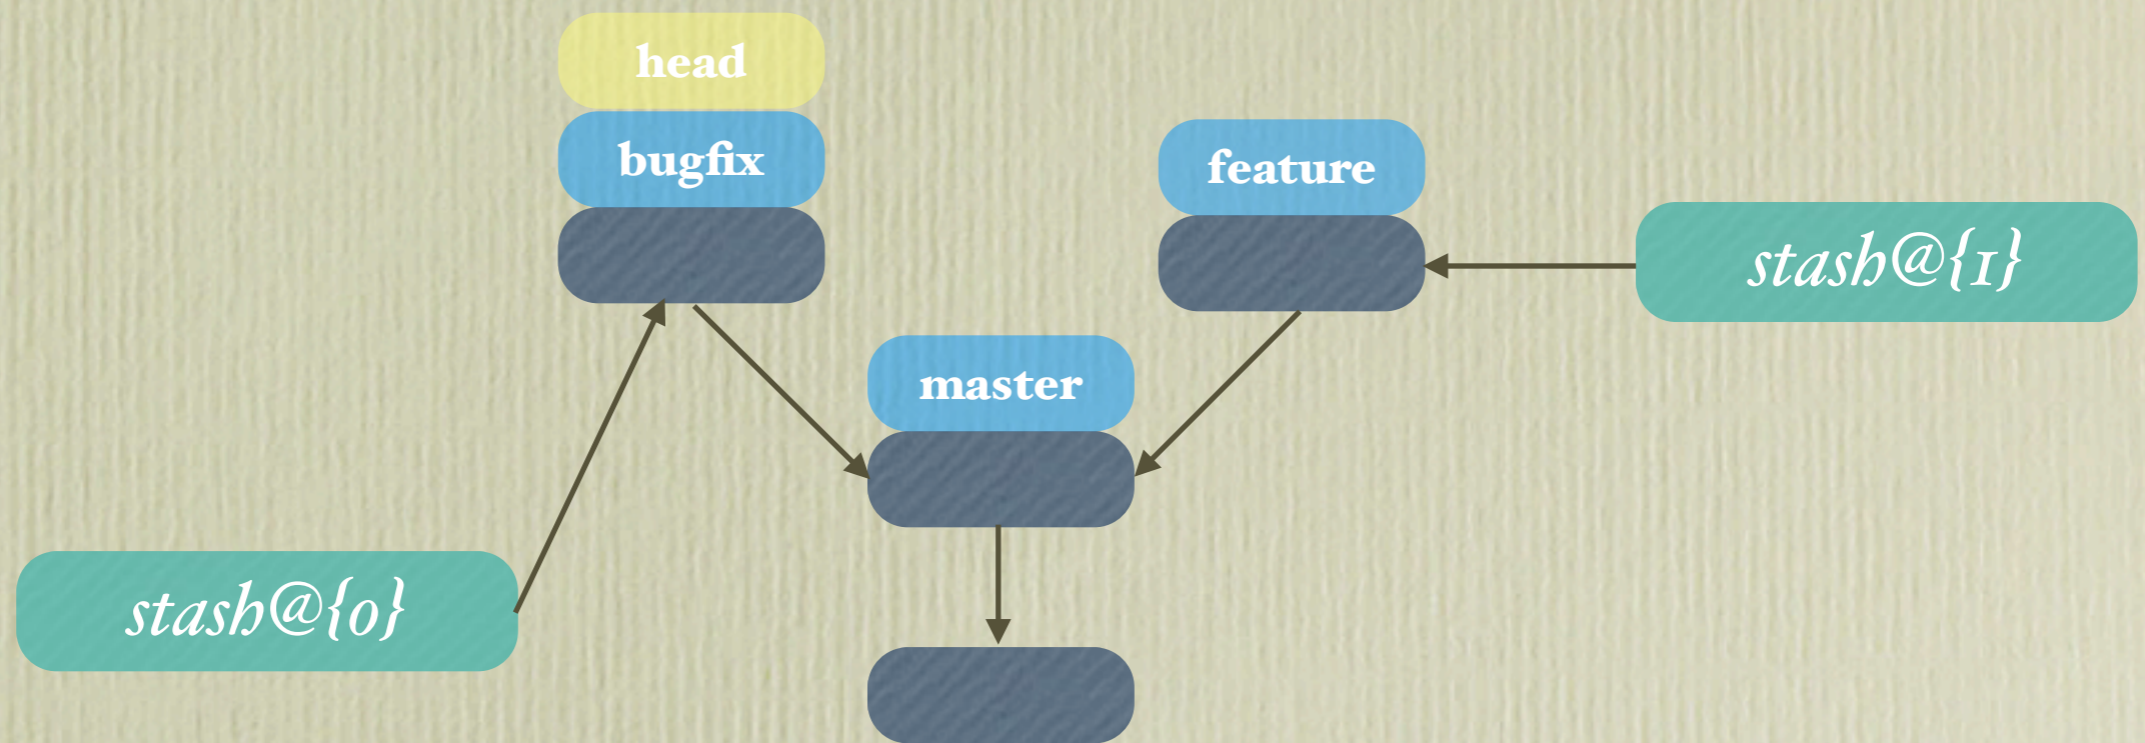 head
bugfix
feature
stash@{1}
master
stash@{0}